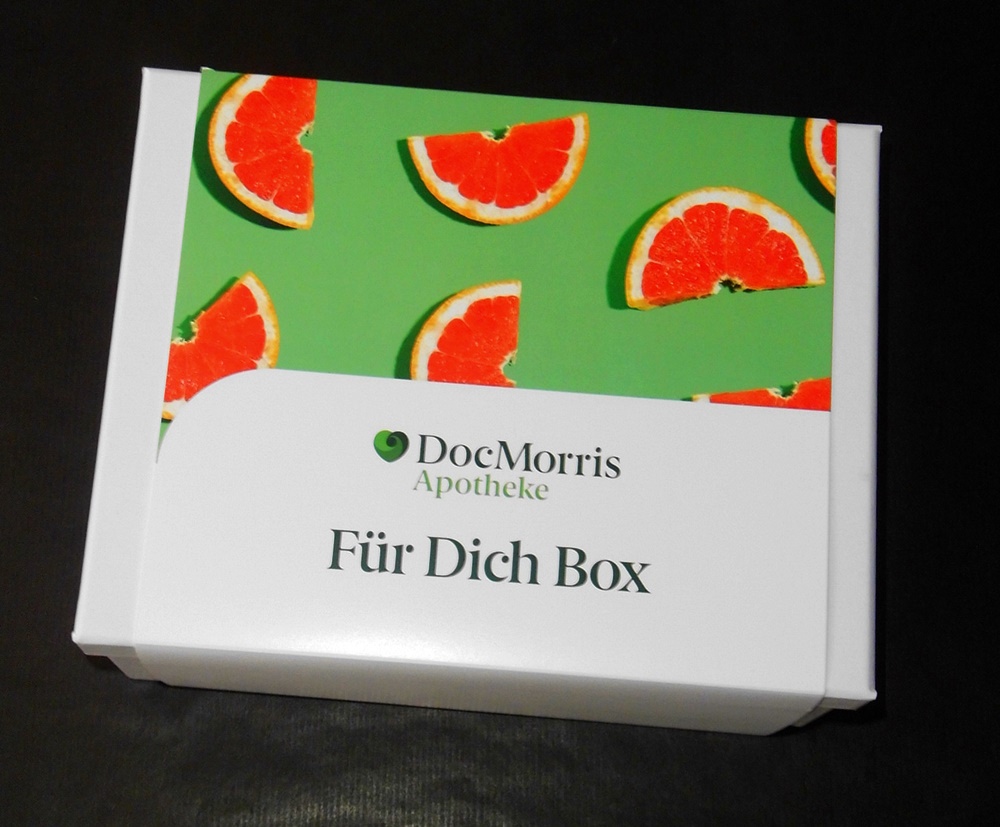 DocMorris
Apotheke
Für Dich Box